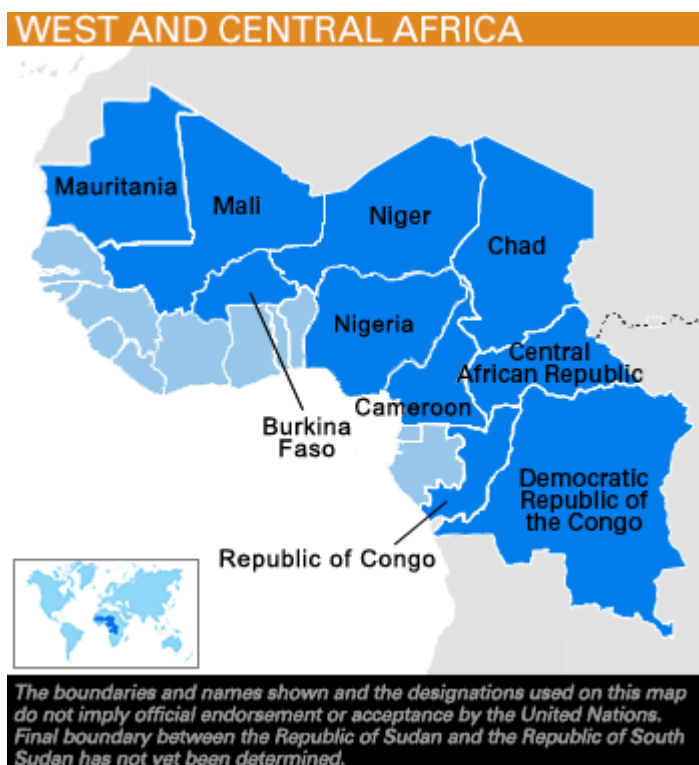 WEST AND CENTRAL AFRICA
Mauritania
Mali
Niger
Chad
Nigeria
Central
African Republic
Cameroon
Burkina
Faso
Democratic
Republic of
the Congo
Republic of Congo
The boundaries and names shown and the designations used on this map
do not imply official endorsement or acceptance by the United Nations.
Final boundary between the Republic of Sudan and the Republic of South
Sudan has not yet been determined.